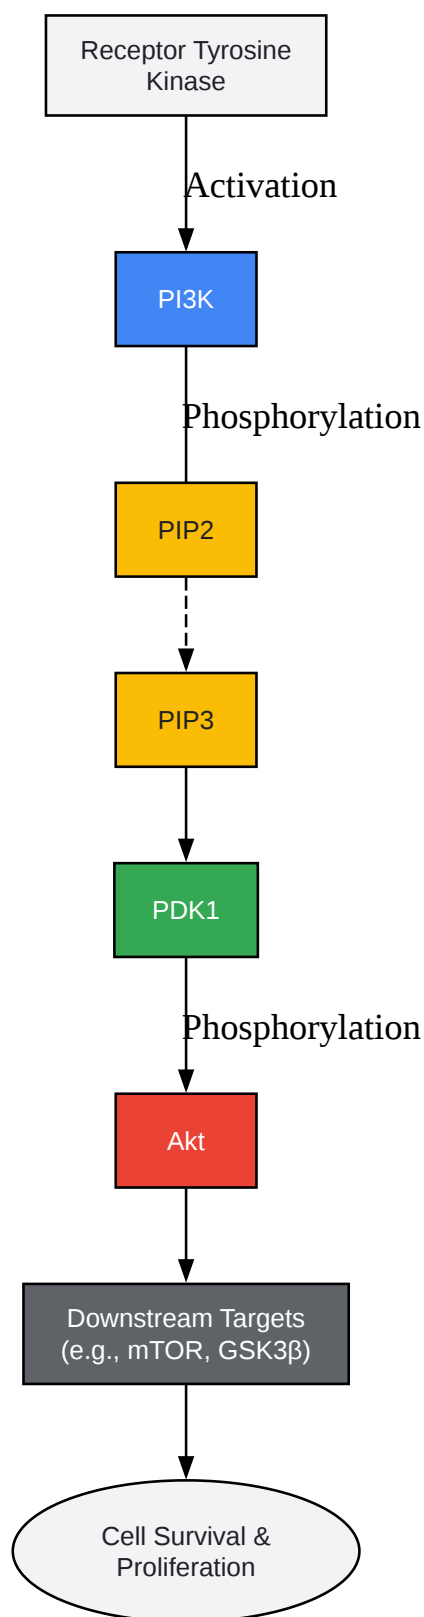 Receptor Tyrosine
Kinase
Activation
PI3K
Phosphorylation
PIP2
PIP3
PDK1
Phosphorylation
Akt
Downstream Targets
(e.g., mTOR, GSK3β)
Cell Survival &
Proliferation